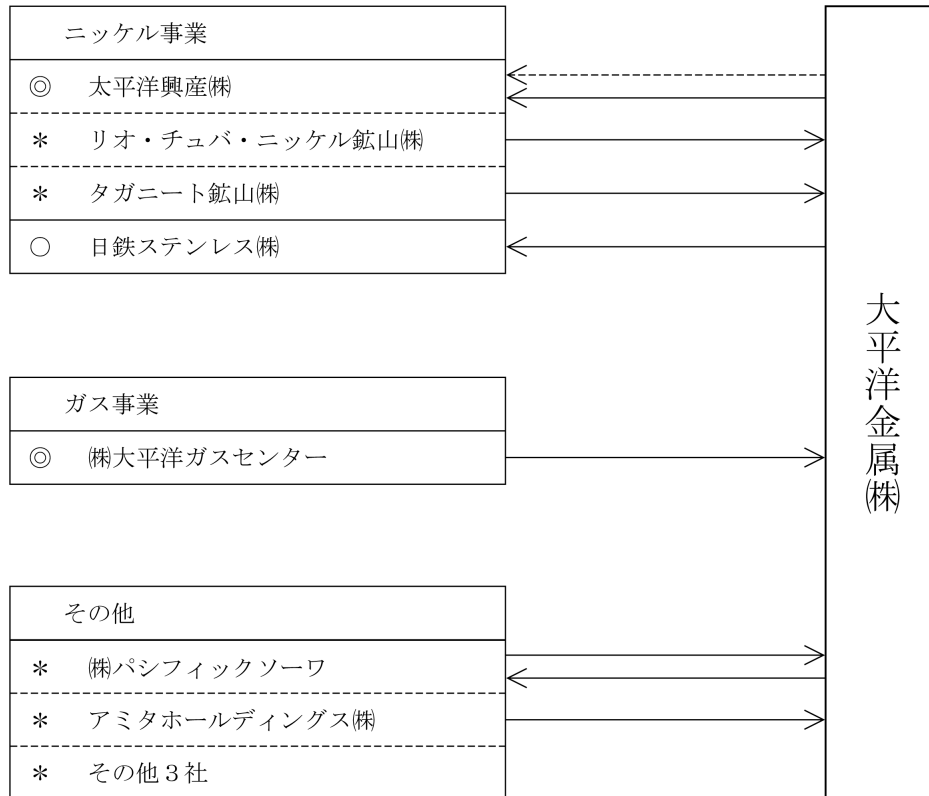 ニッケル事業
◎ 太平洋興産㈱
＊ リオ・チュバ・ニッケル鉱山㈱
＊ タガニート鉱山㈱
○ 日鉄ステンレス㈱
ガス事業
◎ ㈱大平洋ガスセンター
その他
＊ ㈱パシフィックソーワ
＊ アミタホールディングス㈱
＊ その他３社
大平洋金属㈱